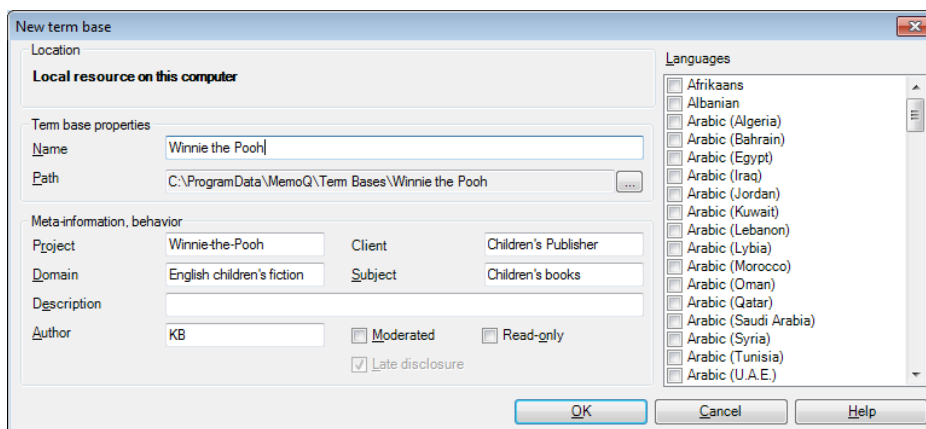 New term base
Location
Local resource on this computer
Term base properties
Name Winnie the Pooh
Path C:\ProgramData\MemoQ\Term Bases\Winnie the Pooh ...
Meta-information, behavior
Project Winnie-the-Pooh Client Children's Publisher
Domain English children's fiction Subject Children's books
Description
Author KB Moderated Read-only
Late disclosure
Languages
Afrikaans
Albanian
Arabic (Algeria)
Arabic (Bahrain)
Arabic (Egypt)
Arabic (Iraq)
Arabic (Jordan)
Arabic (Kuwait)
Arabic (Lebanon)
Arabic (Lybia)
Arabic (Morocco)
Arabic (Oman)
Arabic (Qatar)
Arabic (Saudi Arabia)
Arabic (Syria)
Arabic (Tunisia)
Arabic (U.A.E.)
OK Cancel Help